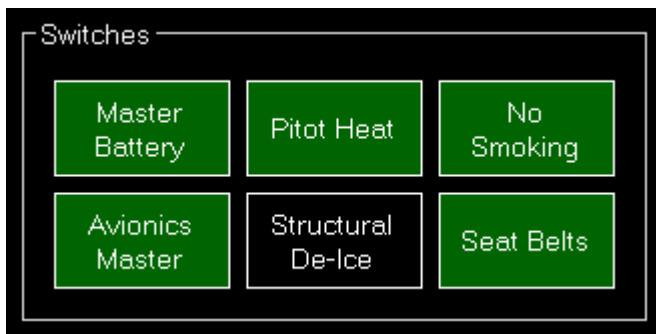 Switches
Master
Battery
Pitot Heat
No
Smoking
Avionics
Master
Structural
De-Ice
Seat Belts